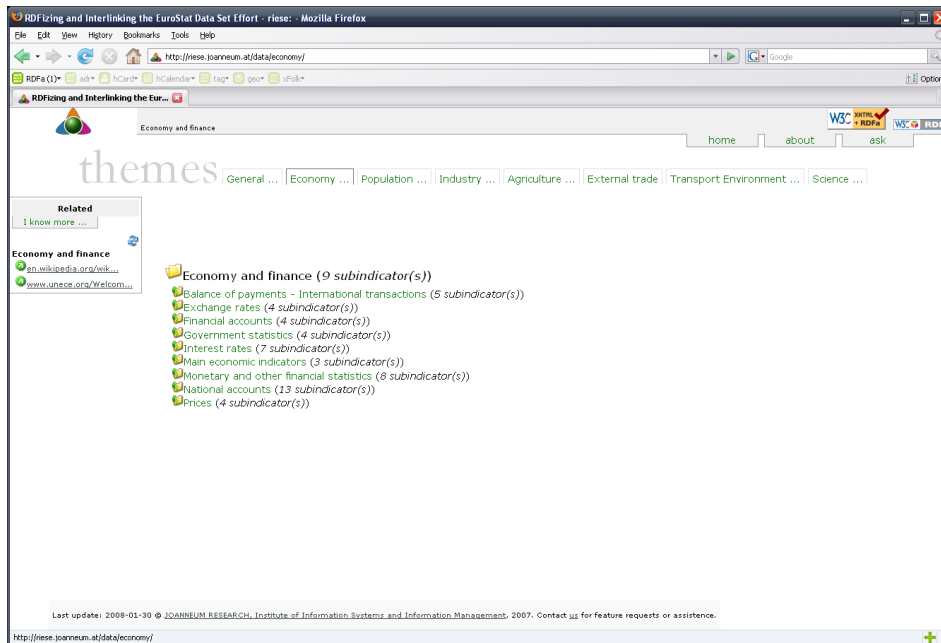 RDFizing and Interlinking the EuroStat Data Set Effort - riese: - Mozilla Firefox
File Edit View History Bookmarks Tools Help
http://riese.joanneum.at/data/economy/ Google
RDFa (1) adr hCard hCalendar tag geo xFolk Option
RDFizing and Interlinking the Eur...
Economy and finance
W3C XHTML + RDFa
W3C RD
home about ask
themes General ... Economy ... Population ... Industry ... Agriculture ... External trade Transport Environment ... Science ...
Related
I know more ...
Economy and finance
en.wikipedia.org/wik...
www.unece.org/Welcom...
Economy and finance (9 subindicator(s))
Balance of payments - International transactions (5 subindicator(s))
Exchange rates (4 subindicator(s))
Financial accounts (4 subindicator(s))
Government statistics (4 subindicator(s))
Interest rates (7 subindicator(s))
Main economic indicators (3 subindicator(s))
Monetary and other financial statistics (8 subindicator(s))
National accounts (13 subindicator(s))
Prices (4 subindicator(s))
Last update: 2008-01-30 © JOANNEUM RESEARCH, Institute of Information Systems and Information Management, 2007. Contact us for feature requests or assistence.
http://riese.joanneum.at/data/economy/